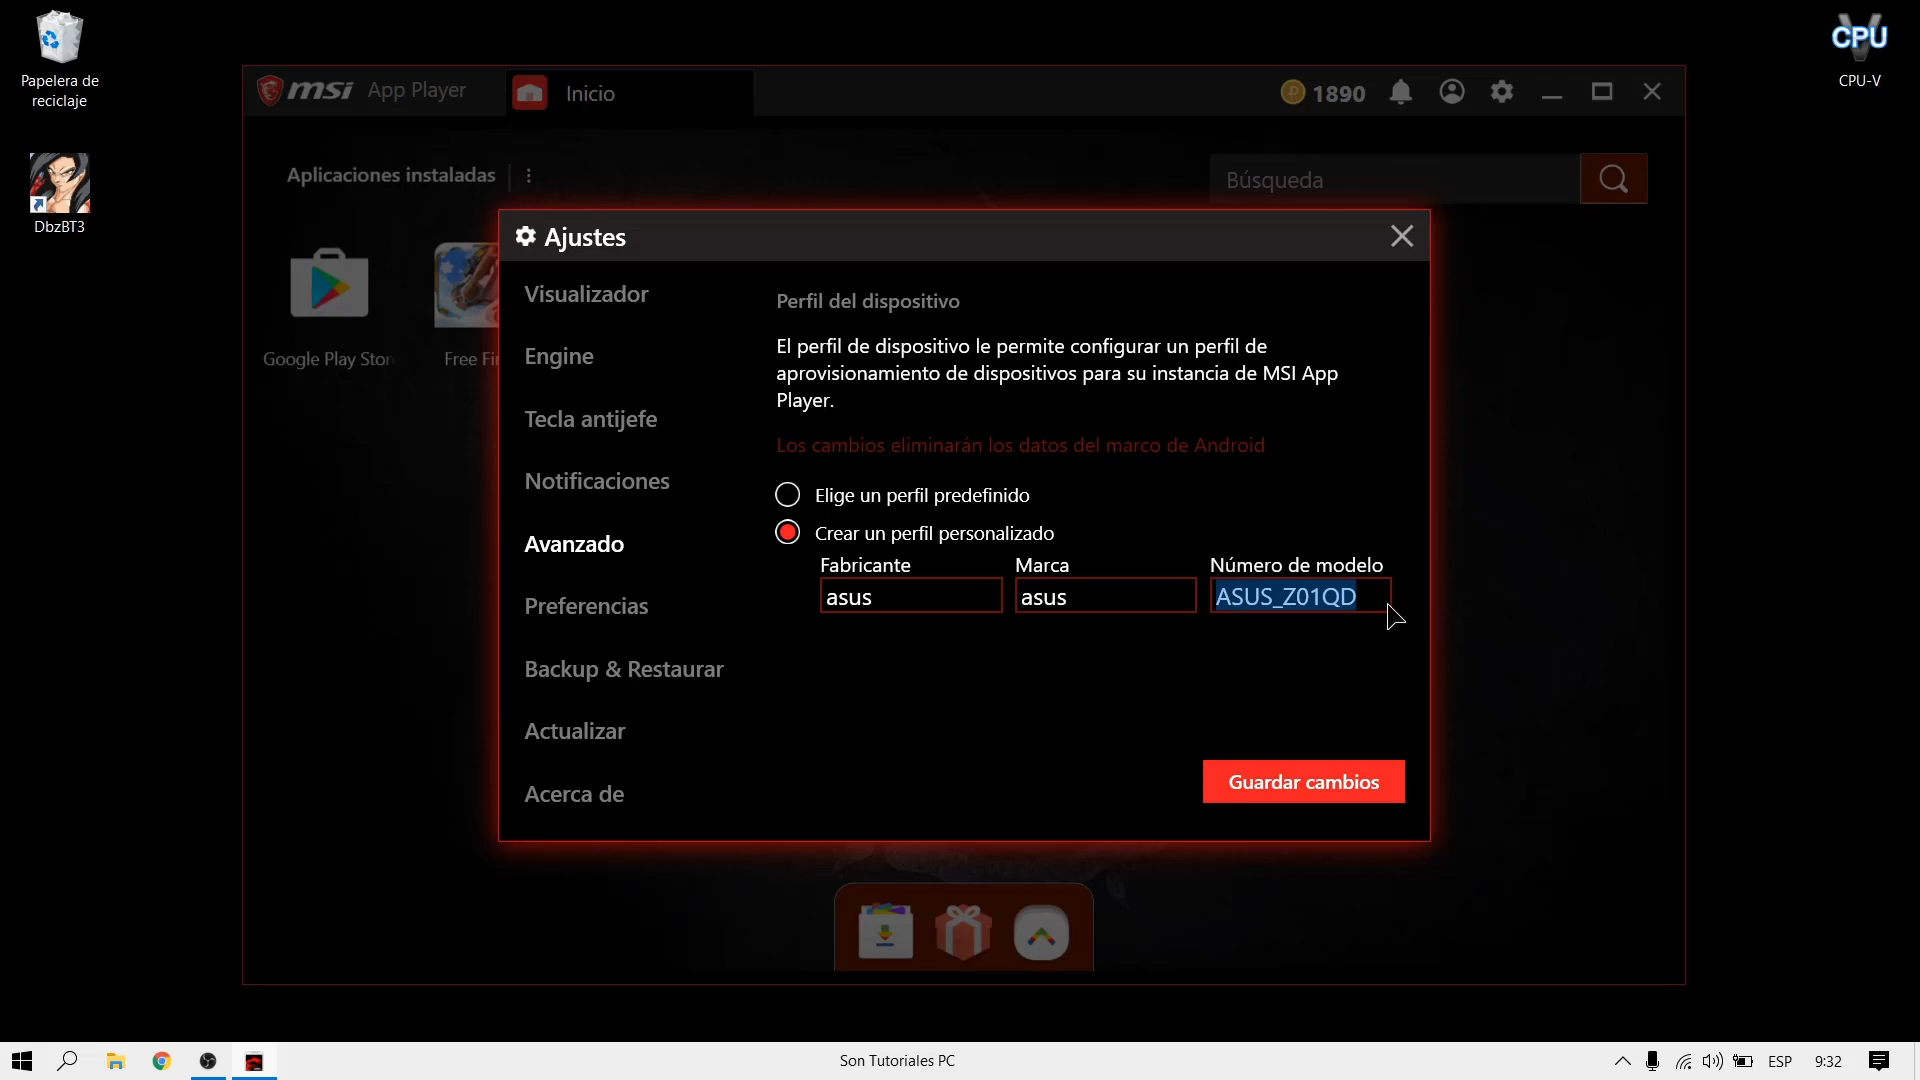 Papelera de
reciclaje
DbzBT3
CPU
CPU-V
msi App Player
Inicio
1890
Aplicaciones instaladas
Búsqueda
Google Play Stor
Free Fi
Ajustes
Visualizador
Engine
Tecla antijefe
Notificaciones
Avanzado
Preferencias
Backup & Restaurar
Actualizar
Acerca de
Perfil del dispositivo
El perfil de dispositivo le permite configurar un perfil de
aprovisionamiento de dispositivos para su instancia de MSI App
Player.
Los cambios eliminarán los datos del marco de Android
Elige un perfil predefinido
Crear un perfil personalizado
Fabricante Marca Número de modelo
asus asus ASUS_Z01QD
Guardar cambios
Son Tutoriales PC
ESP 9:32